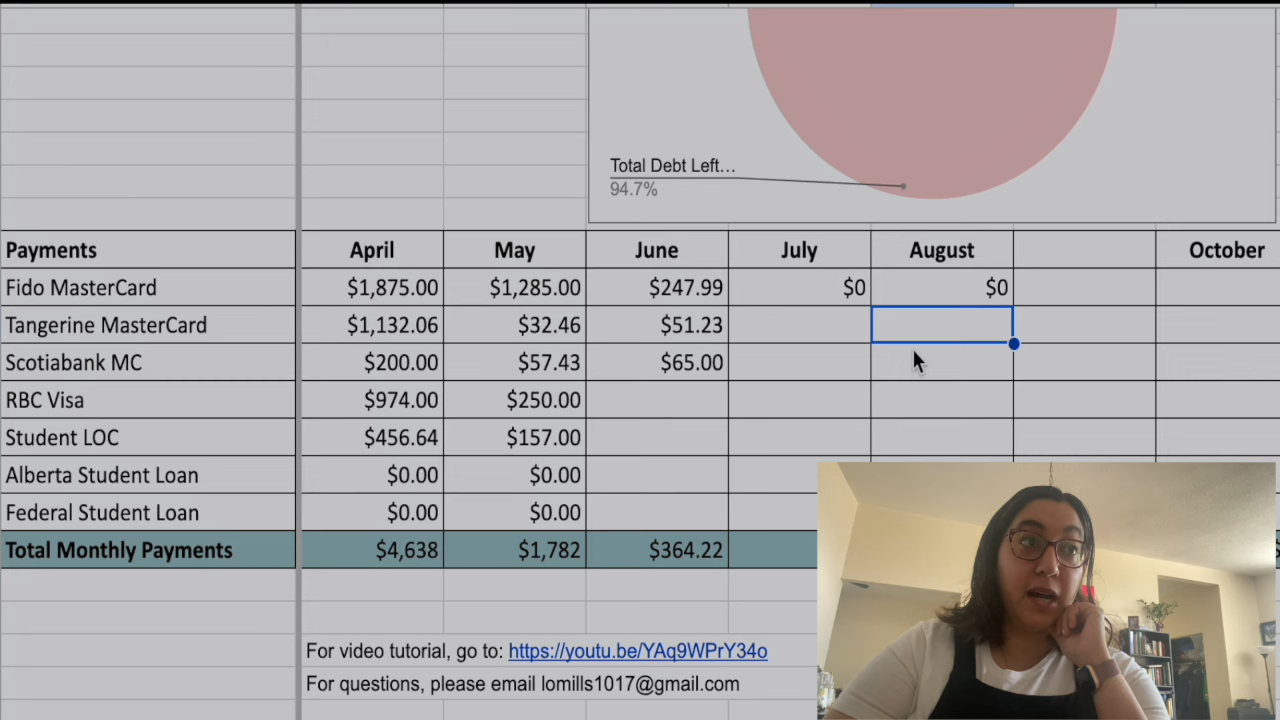 Total Debt Left…
94.7%
Payments April May June July August October
Fido MasterCard $1,875.00 $1,285.00 $247.99 $0 $0
Tangerine MasterCard $1,132.06 $32.46 $51.23
Scotiabank MC $200.00 $57.43 $65.00
RBC Visa $974.00 $250.00
Student LOC $456.64 $157.00
Alberta Student Loan $0.00 $0.00
Federal Student Loan $0.00 $0.00
Total Monthly Payments $4,638 $1,782 $364.22
For video tutorial, go to: https://youtu.be/YAq9WPrY34o
For questions, please email lomills1017@gmail.com